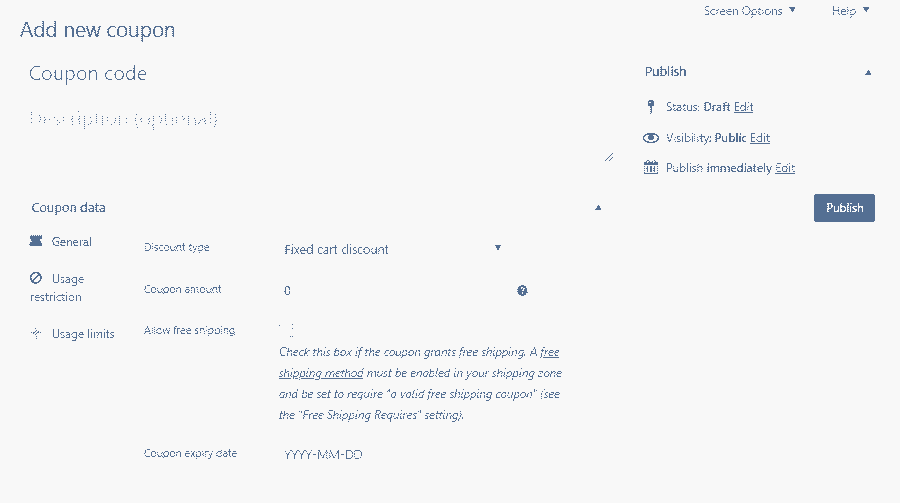 Screen Options ▼ Help ▼
Add new coupon
Coupon code
Description (optional)
Publish
Status: Draft Edit
Visibility: Public Edit
Publish immediately Edit
Publish
Coupon data
General
Usage
restriction
Usage limits
Discount type Fixed cart discount
Coupon amount 0
Allow free shipping
Check this box if the coupon grants free shipping. A free
shipping method must be enabled in your shipping zone
and be set to require "a valid free shipping coupon" (see
the "Free Shipping Requires" setting).
Coupon expiry date YYYY-MM-DD